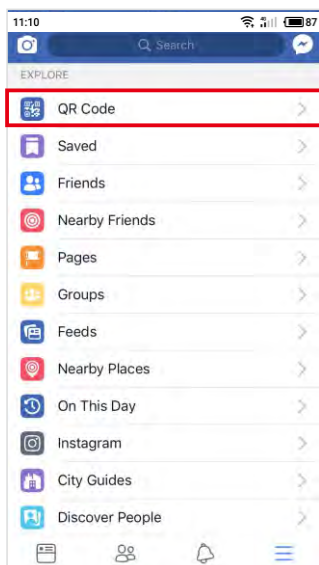 11:10 87
Search
EXPLORE
QR Code
Saved
Friends
Nearby Friends
Pages
Groups
Feeds
Nearby Places
On This Day
Instagram
City Guides
Discover People